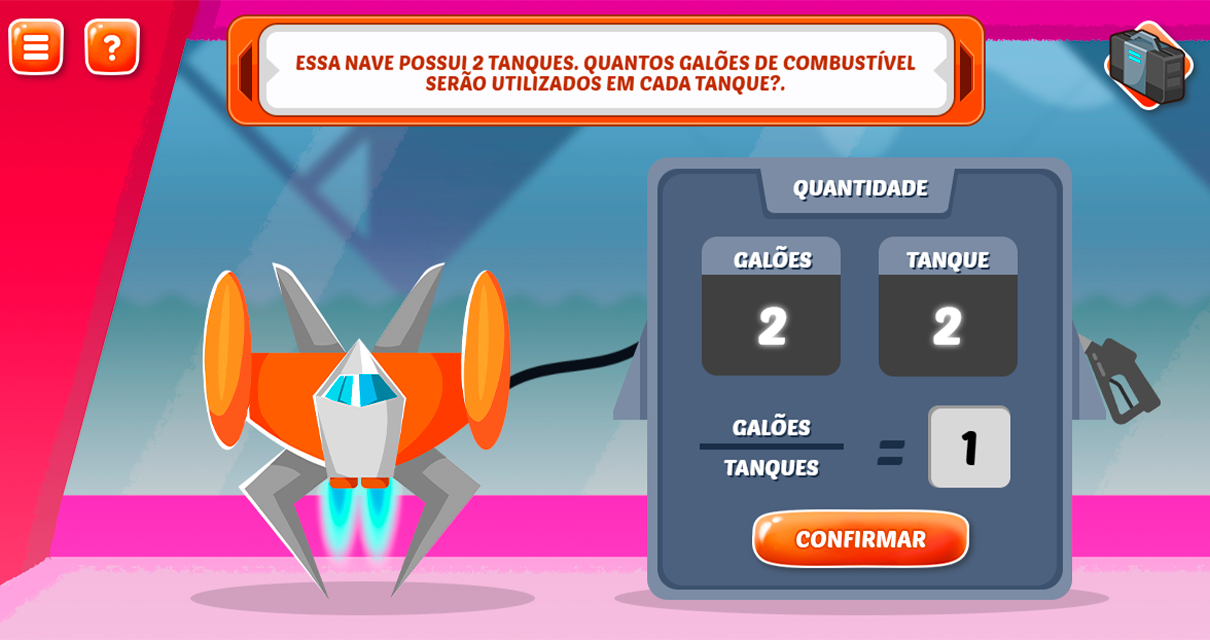 ?
ESSA NAVE POSSUI 2 TANQUES. QUANTOS GALÕES DE COMBUSTÍVEL
SERÃO UTILIZADOS EM CADA TANQUE?.
QUANTIDADE
GALÕES
TANQUE
2
2
GALÕES
TANQUES
= 1
CONFIRMAR